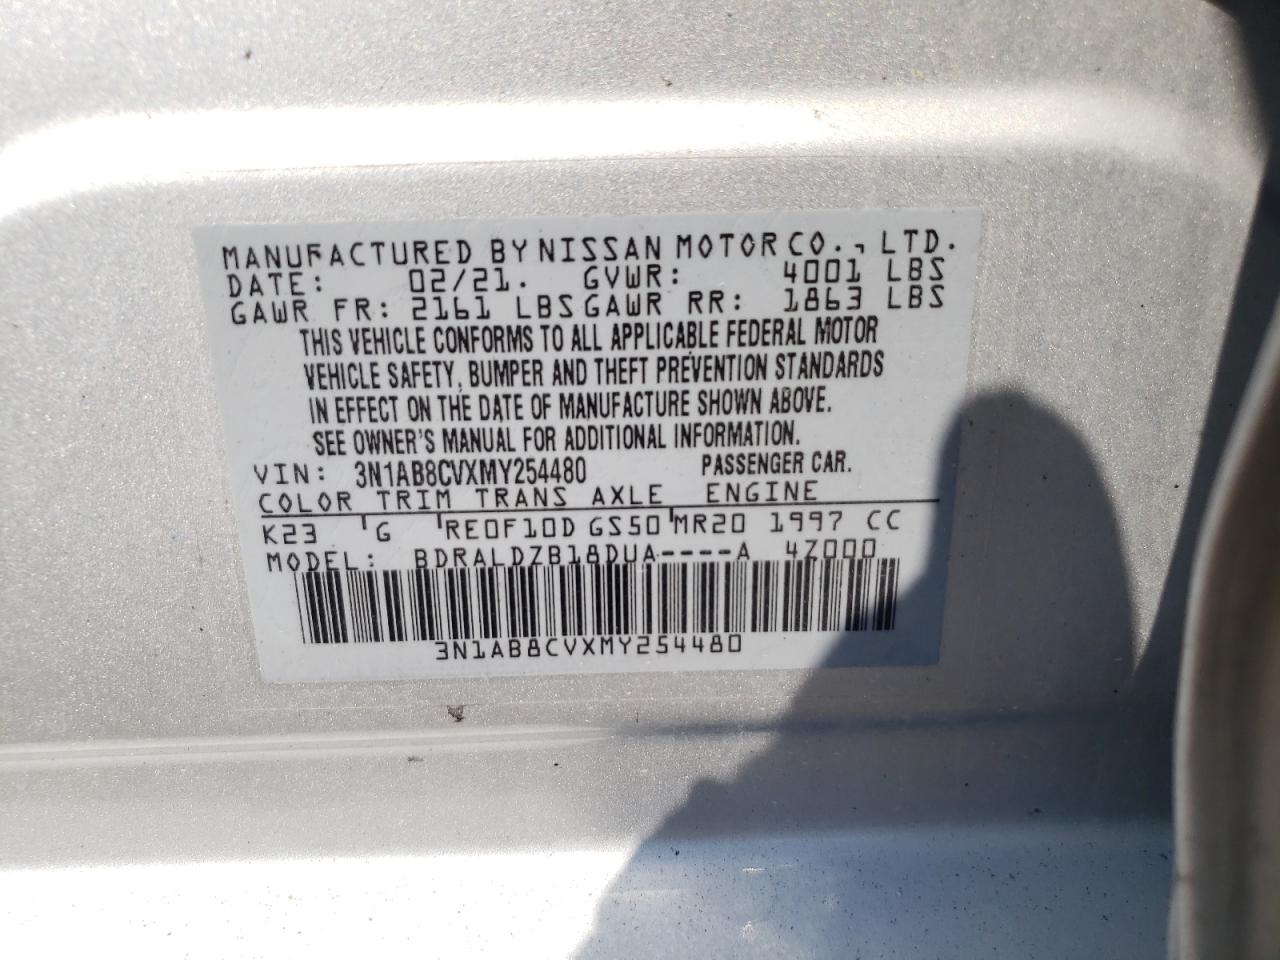 MANUFACTURED BY NISSAN MOTOR CO., LTD.
DATE: 02/21. GVWR: 4001 LBS
GAWR FR: 2161 LBS GAWR RR: 1863 LBS
THIS VEHICLE CONFORMS TO ALL APPLICABLE FEDERAL MOTOR
VEHICLE SAFETY, BUMPER AND THEFT PREVENTION STANDARDS
IN EFFECT ON THE DATE OF MANUFACTURE SHOWN ABOVE.
SEE OWNER'S MANUAL FOR ADDITIONAL INFORMATION.
VIN: 3N1AB8CVXMY254480 PASSENGER CAR.
COLOR TRIM TRANS AXLE ENGINE
K23 G RE0F10D GS50 MR20 1997 CC
MODEL: BDRALDZB18DUA----A 4Z000
3N1AB8CVXMY254480